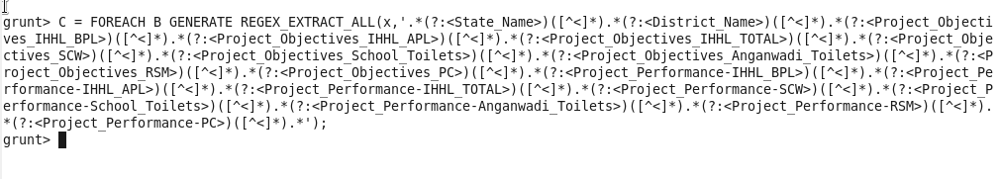 grunt> C = FOREACH B GENERATE REGEX_EXTRACT_ALL(x,'.*(?:<State_Name>)([^<]*).*(?:<District_Name>)([^<]*).*(?:<Project_Objecti
ves_IHHL_BPL>)([^<]*).*(?:<Project_Objectives_IHHL_APL>)([^<]*).*(?:<Project_Objectives_IHHL_TOTAL>)([^<]*).*(?:<Project_Obje
ctives_SCW>)([^<]*).*(?:<Project_Objectives_School_Toilets>)([^<]*).*(?:<Project_Objectives_Anganwadi_Toilets>)([^<]*).*(?:<P
roject_Objectives_RSM>)([^<]*).*(?:<Project_Objectives_PC>)([^<]*).*(?:<Project_Performance-IHHL_BPL>)([^<]*).*(?:<Project_Pe
rformance-IHHL_APL>)([^<]*).*(?:<Project_Performance-IHHL_TOTAL>)([^<]*).*(?:<Project_Performance-SCW>)([^<]*).*(?:<Project_P
erformance-School_Toilets>)([^<]*).*(?:<Project_Performance-Anganwadi_Toilets>)([^<]*).*(?:<Project_Performance-RSM>)([^<]*).
*(?:<Project_Performance-PC>)([^<]*).*');
grunt>